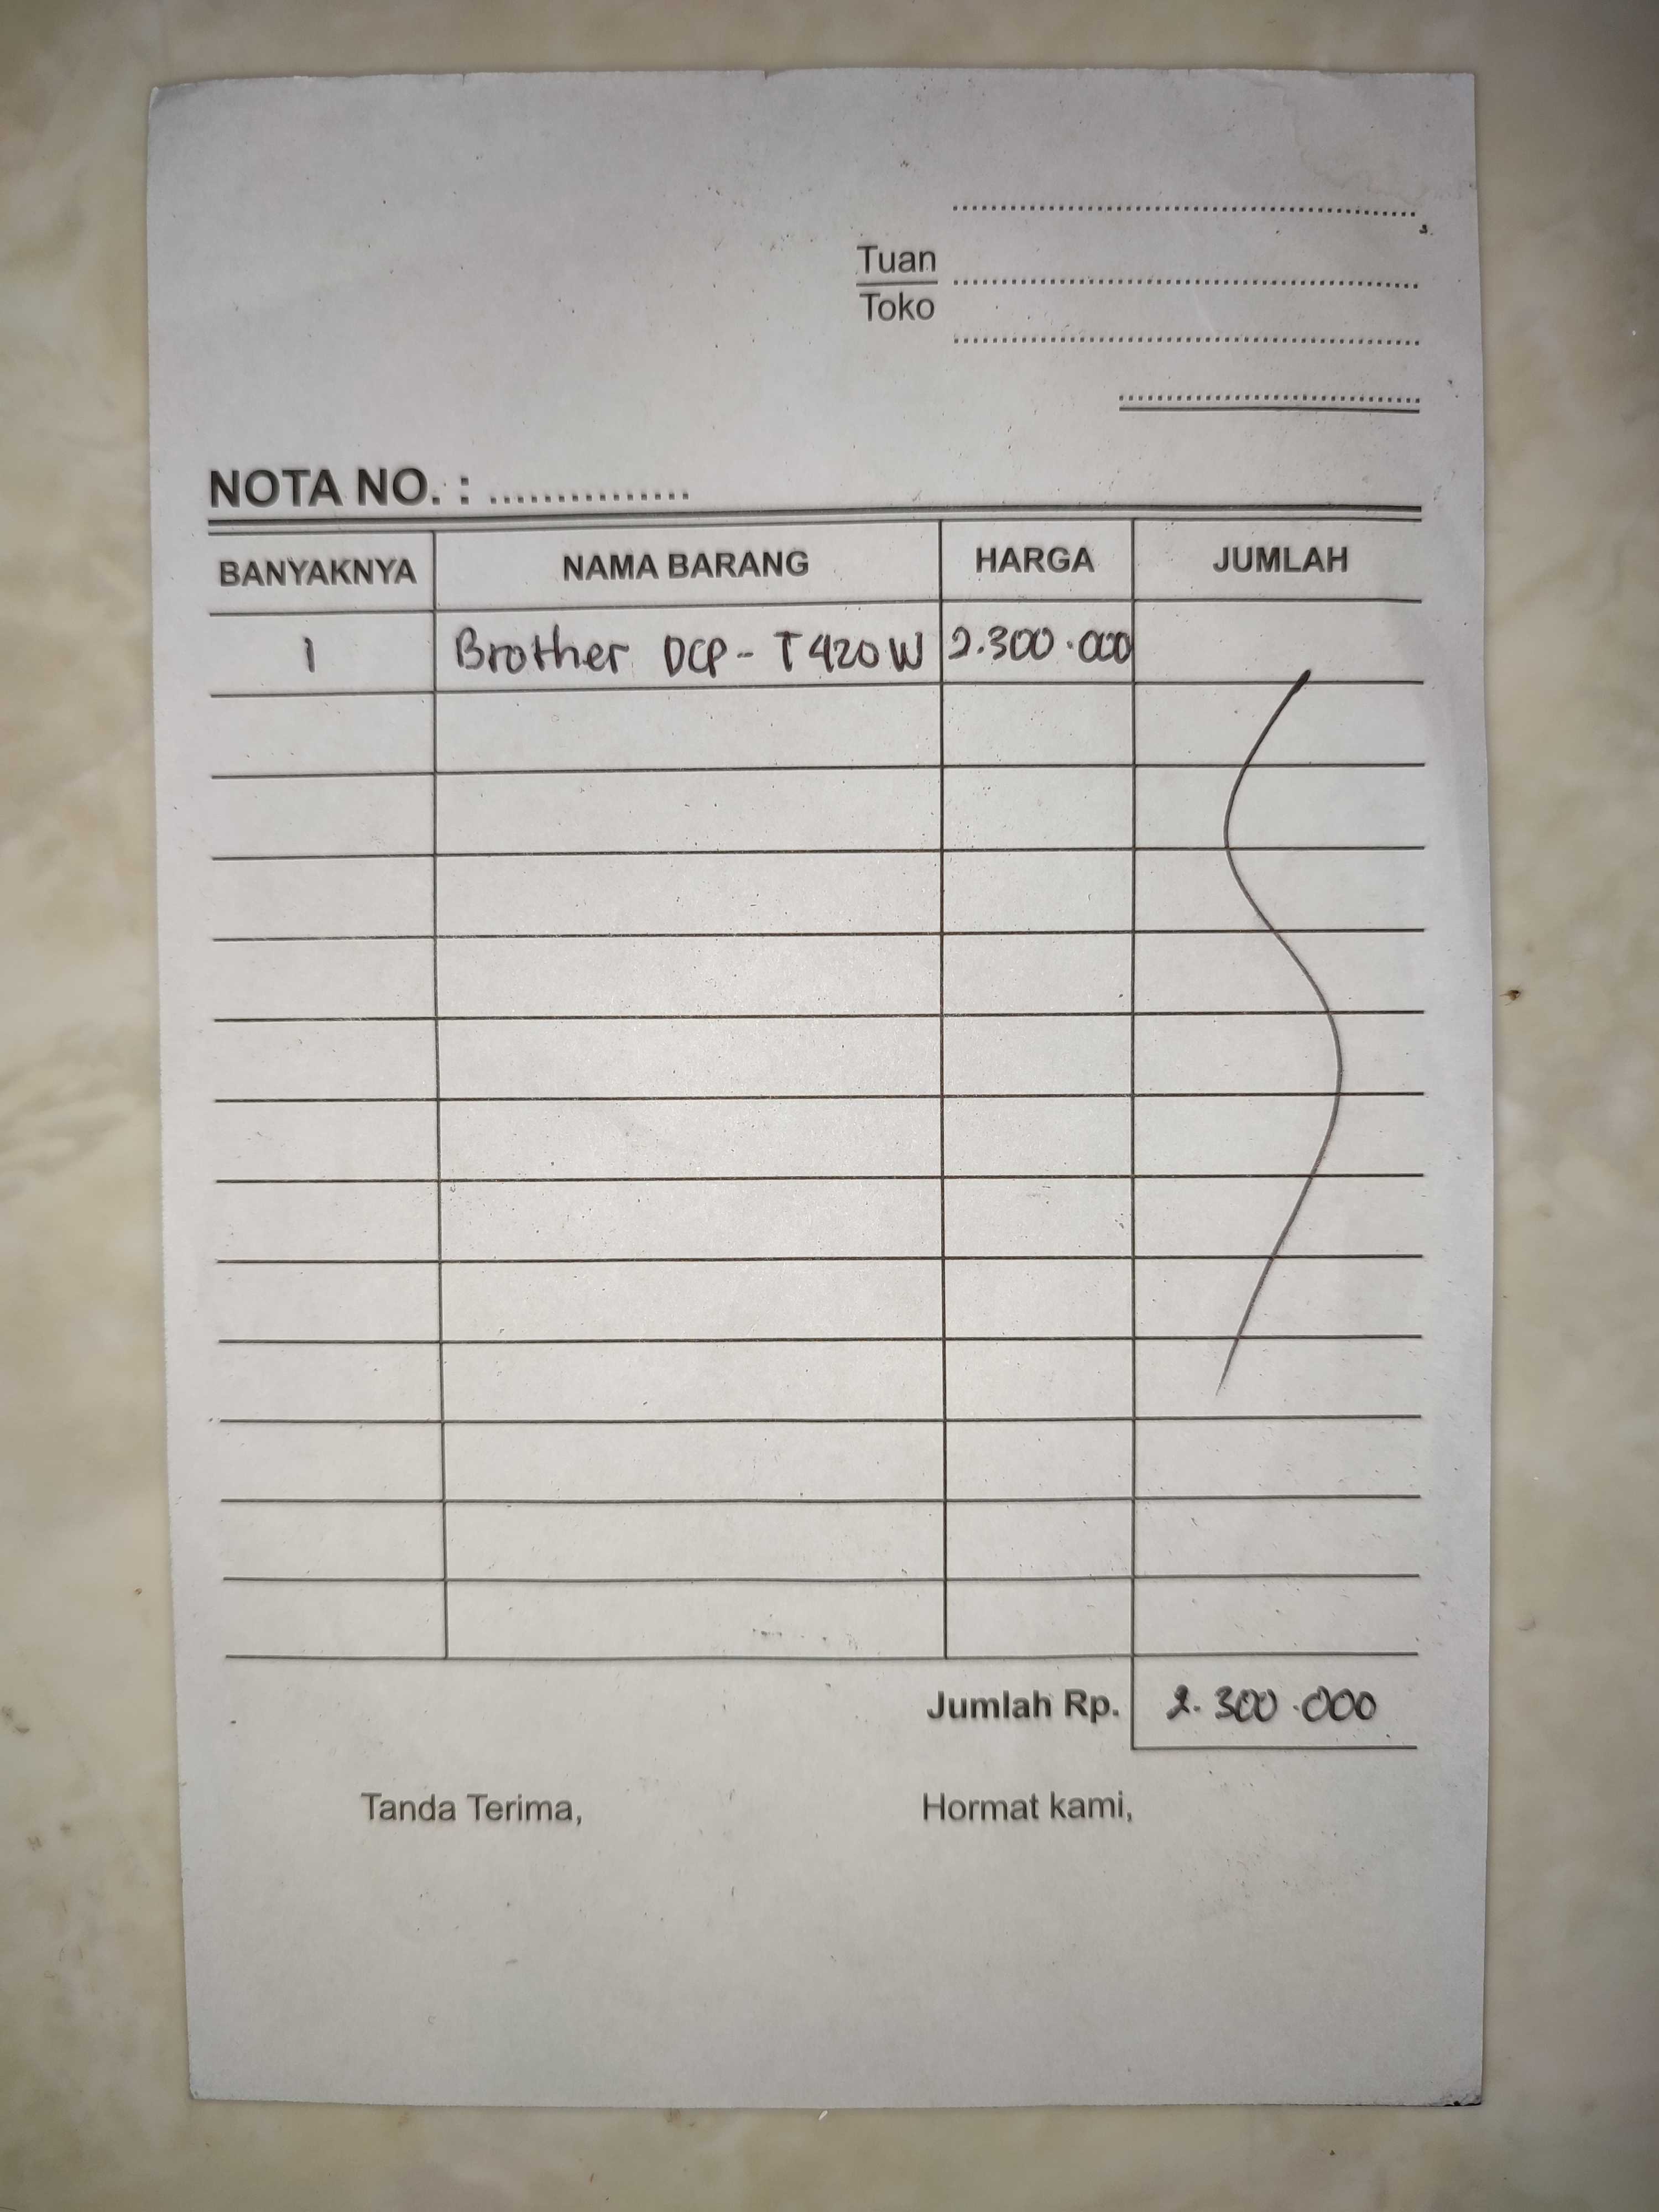 Tuan
Toko
NOTA NO. : ...............
BANYAKNYA NAMA BARANG HARGA JUMLAH
1 Brother DCP - T420W 2.300.000
Jumlah Rp. 2.300.000
Tanda Terima, Hormat kami,